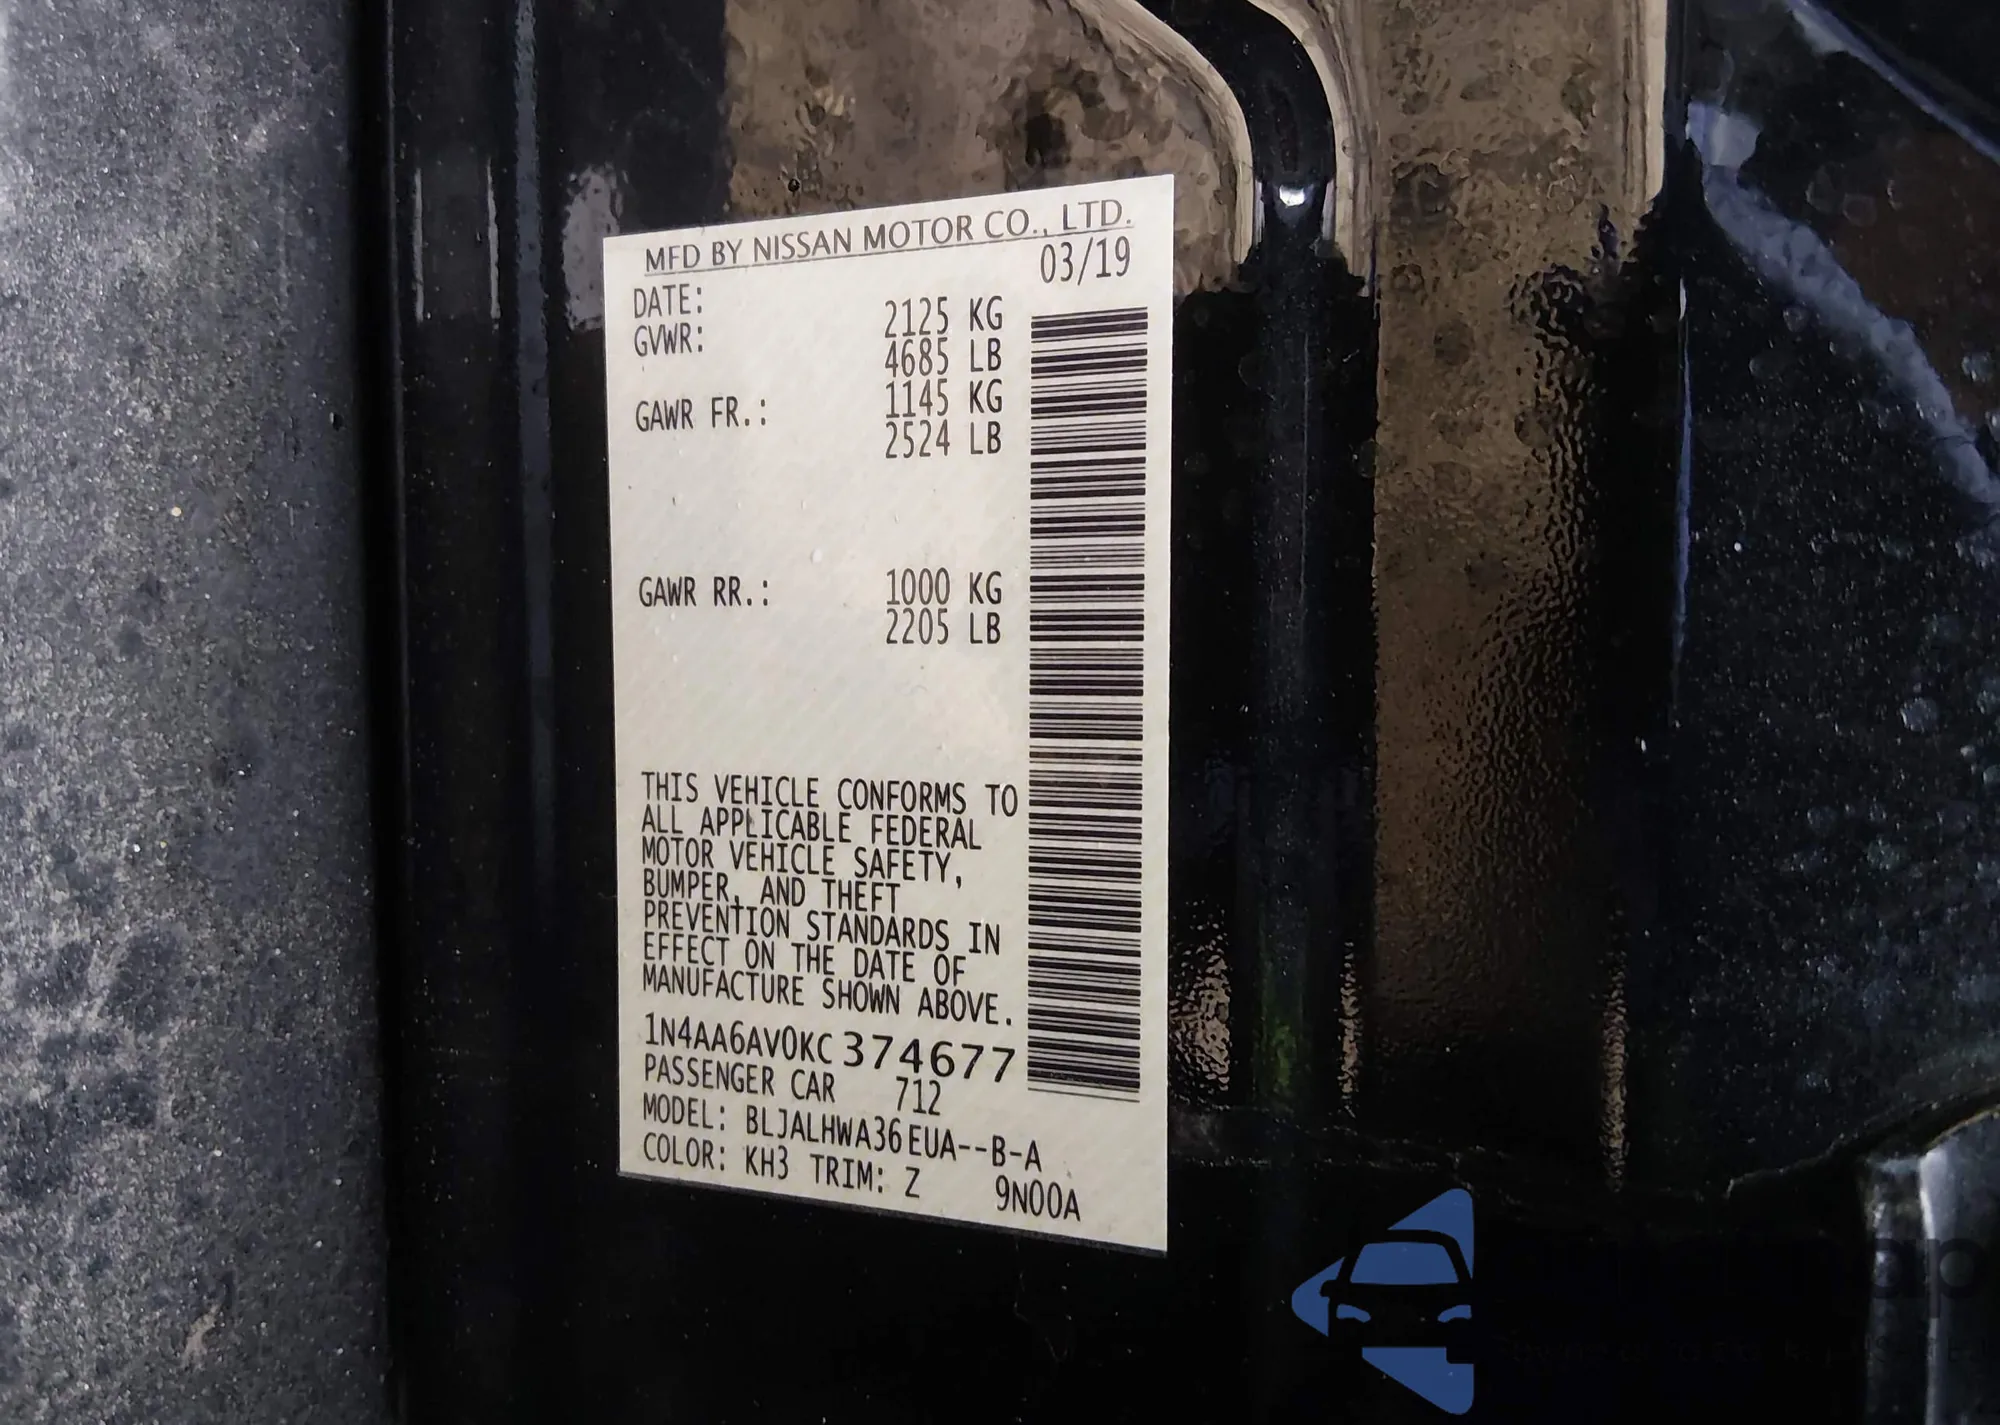 MFD BY NISSAN MOTOR CO., LTD.
DATE: 03/19
GVWR: 2125 KG
4685 LB
GAWR FR.: 1145 KG
2524 LB
GAWR RR.: 1000 KG
2205 LB
THIS VEHICLE CONFORMS TO
ALL APPLICABLE FEDERAL
MOTOR VEHICLE SAFETY,
BUMPER, AND THEFT
PREVENTION STANDARDS IN
EFFECT ON THE DATE OF
MANUFACTURE SHOWN ABOVE.
1N4AA6AV0KC374677
PASSENGER CAR 712
MODEL: BLJALHWA36EUA--B-A
COLOR: KH3 TRIM: Z 9N00A